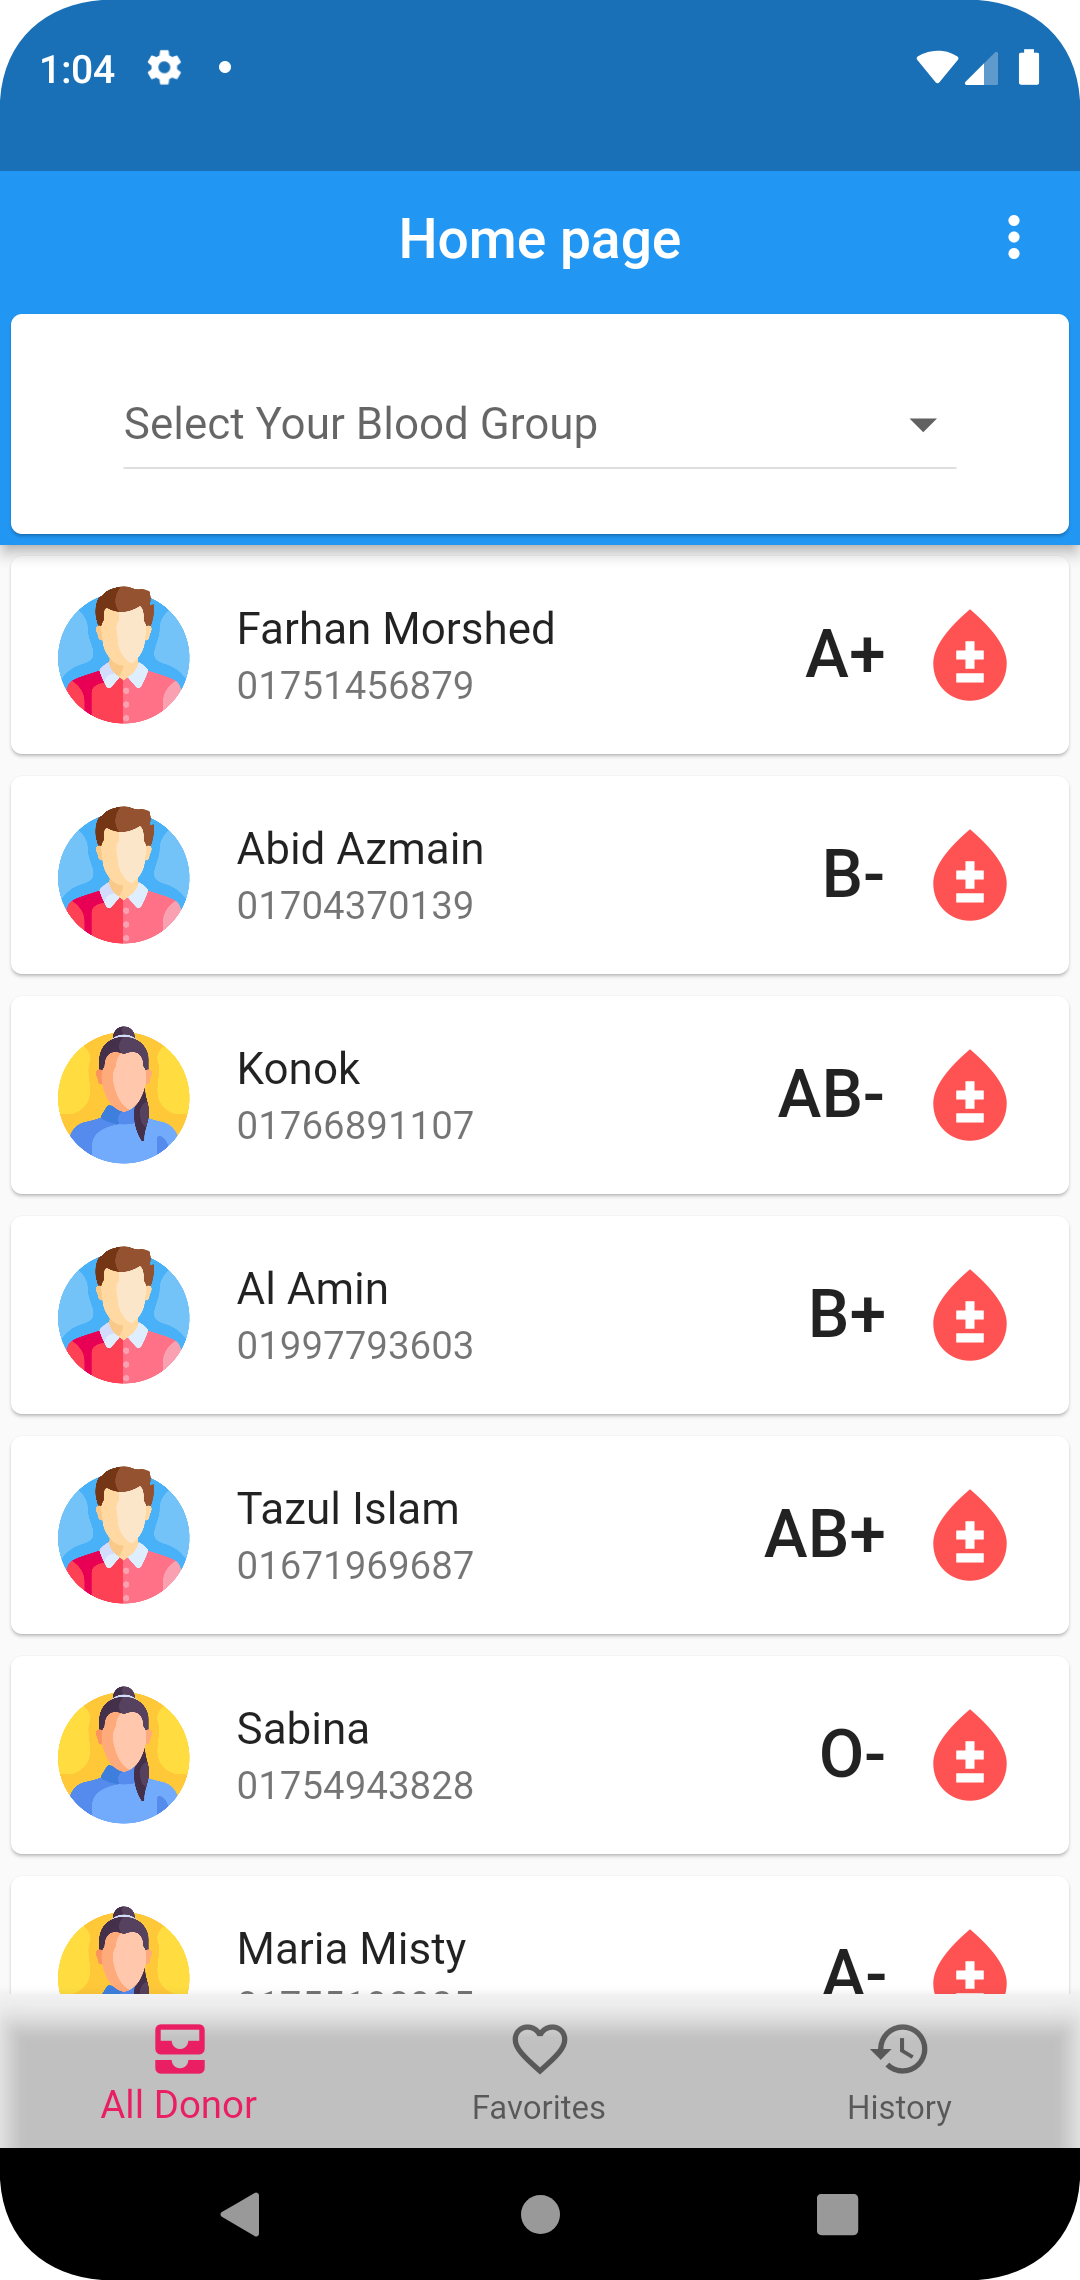 1:04
Home page
Select Your Blood Group
Farhan Morshed
01751456879
A+
Abid Azmain
01704370139
B-
Konok
01766891107
AB-
Al Amin
01997793603
B+
Tazul Islam
01671969687
AB+
Sabina
01754943828
O-
Maria Misty
A-
All Donor
Favorites
History